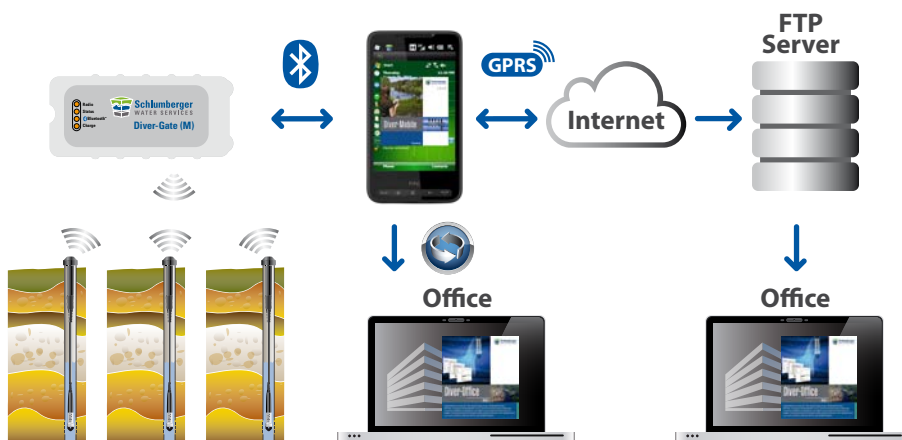 FTP
Server
GPRS
Radio
Status
Bluetooth
Charge
Schlumberger
WATER SERVICES
Diver-Gate (M)
Internet
Diver-Mobile
Office
Office
Diver-Office
Diver-Office